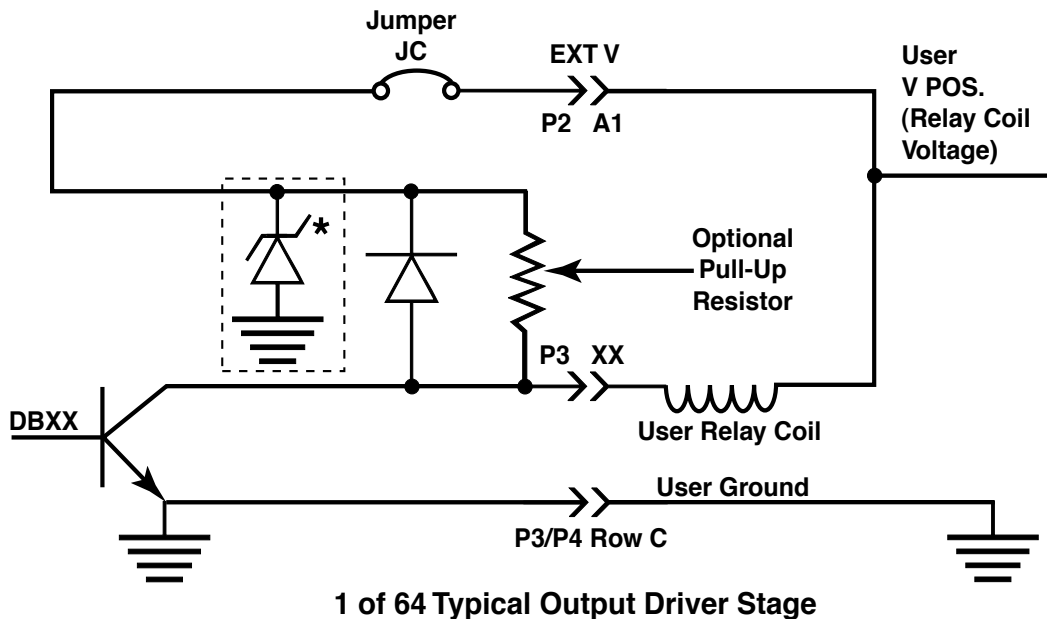 Jumper
JC
EXT V
P2 A1
User
V POS.
(Relay Coil
Voltage)
*
Optional
Pull-Up
Resistor
P3 XX
DBXX
User Relay Coil
User Ground
P3/P4 Row C
1 of 64 Typical Output Driver Stage